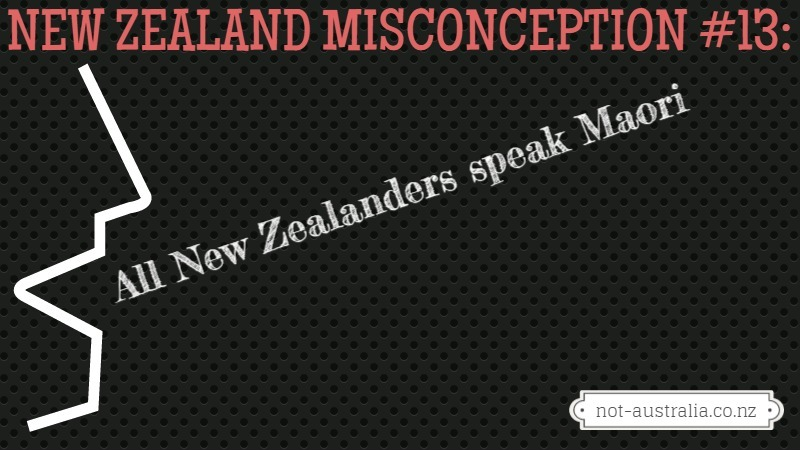 NEW ZEALAND MISCONCEPTION #13:
All New Zealanders speak Maori
not-australia.co.nz